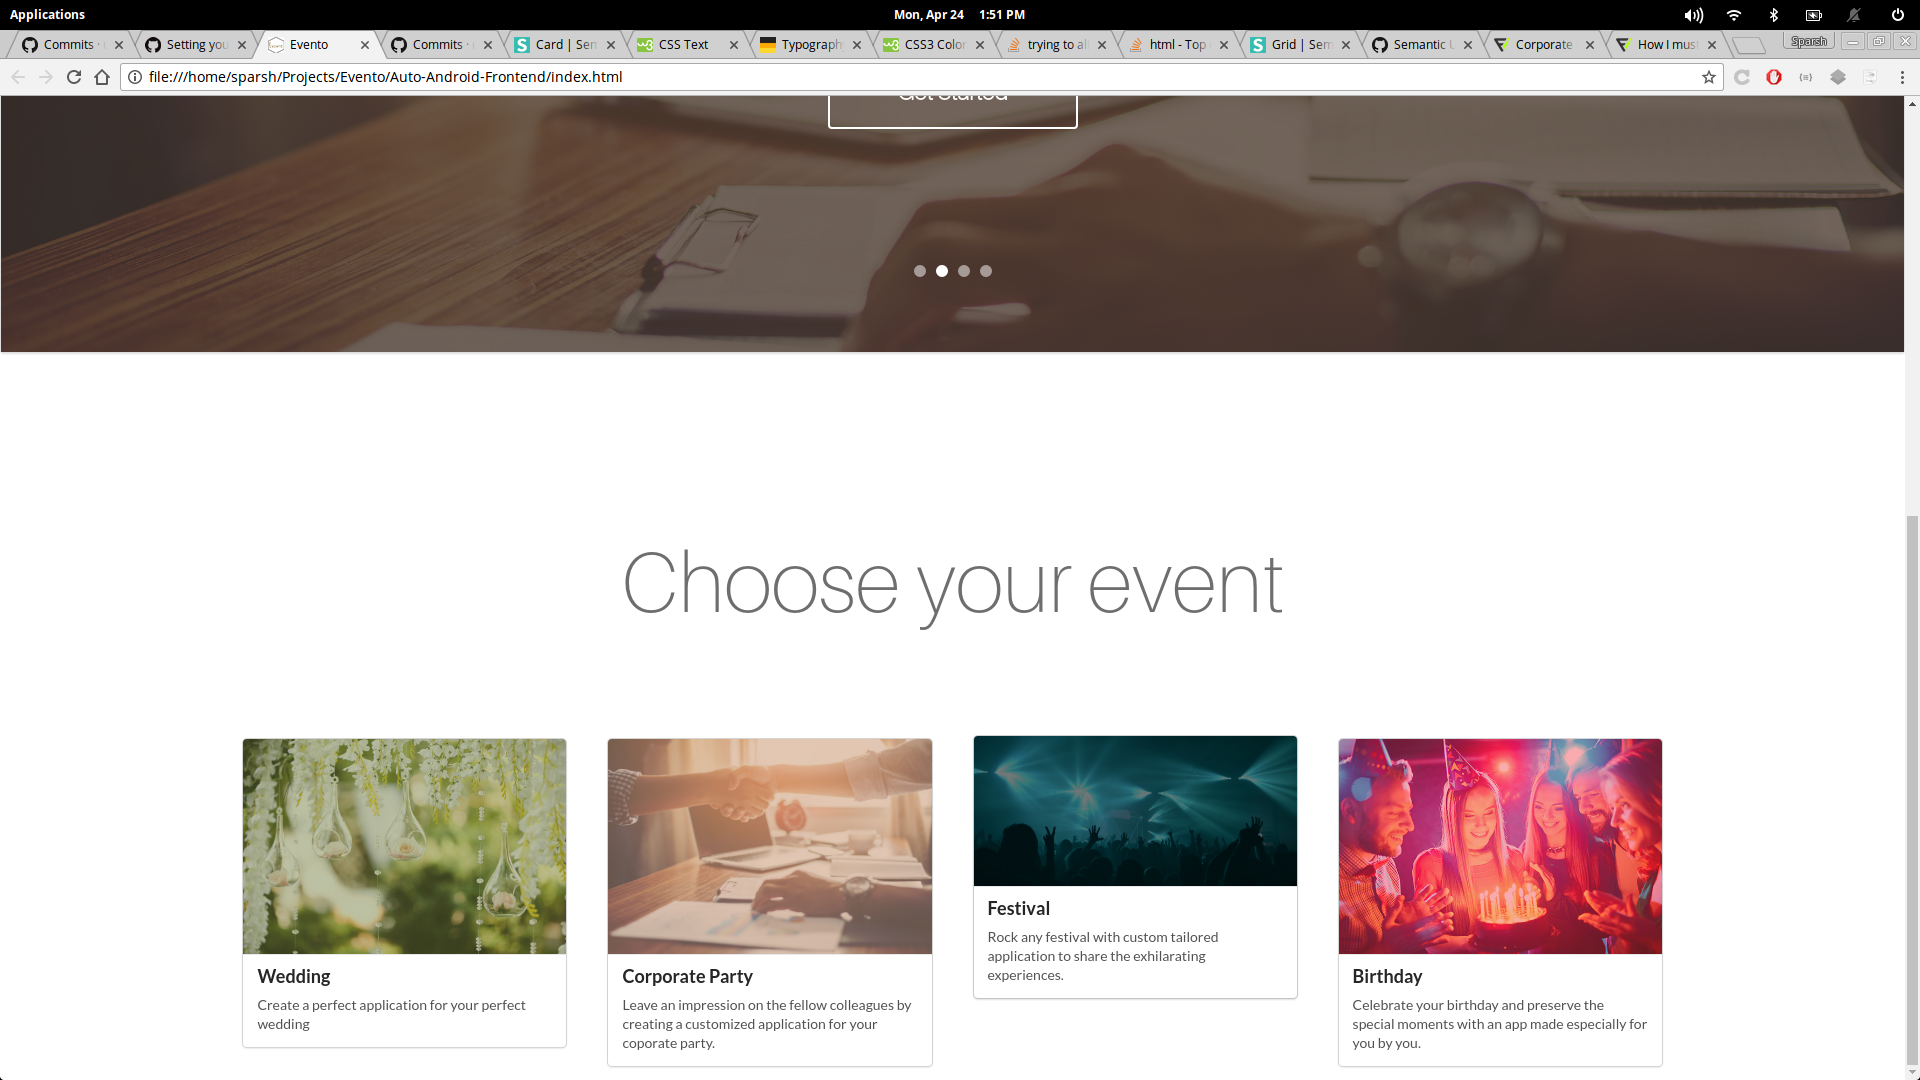 Applications
Mon, Apr 24 1:51 PM
Commits ·
Setting you
Evento
Commits ·
Card | Sem
CSS Text
Typograph
CSS3 Color
trying to al
html - Top
Grid | Sem
Semantic U
Corporate
How I mus
Sparsh
file:///home/sparsh/Projects/Evento/Auto-Android-Frontend/index.html
Get Started
Choose your event
Wedding
Create a perfect application for your perfect
wedding
Corporate Party
Leave an impression on the fellow colleagues by
creating a customized application for your
coporate party.
Festival
Rock any festival with custom tailored
application to share the exhilarating
experiences.
Birthday
Celebrate your birthday and preserve the
special moments with an app made especially for
you by you.